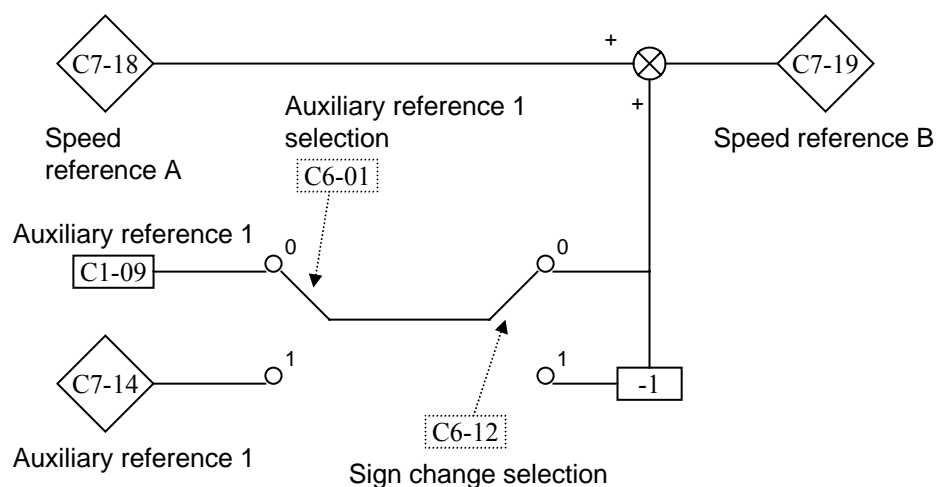 +
C7-18
C7-19
+
Auxiliary reference 1
selection
Speed
reference A
Speed reference B
C6-01
Auxiliary reference 1
0
0
C1-09
1
1
C7-14
-1
C6-12
Auxiliary reference 1
Sign change selection